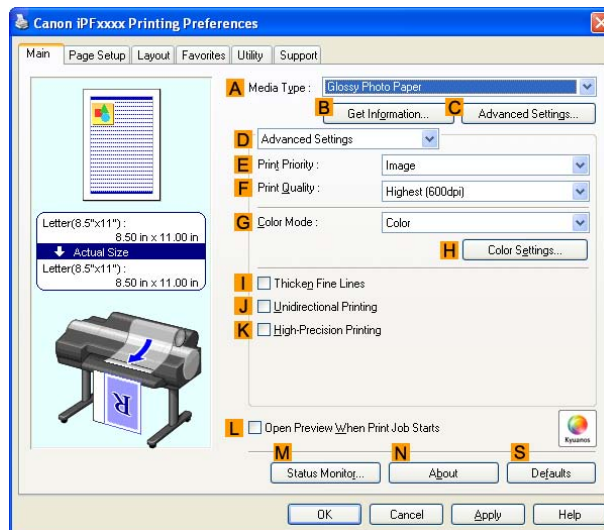 Canon iPFxxxx Printing Preferences
Main Page Setup Layout Favorites Utility Support
A Media Type : Glossy Photo Paper
B Get Information... C Advanced Settings...
D Advanced Settings
E Print Priority : Image
F Print Quality : Highest (600dpi)
Letter(8.5"x11") :
8.50 in x 11.00 in
Actual Size
Letter(8.5"x11") :
8.50 in x 11.00 in
G Color Mode : Color
H Color Settings...
I Thicken Fine Lines
J Unidirectional Printing
K High-Precision Printing
R
L Open Preview When Print Job Starts
Kyuanos
M N S
Status Monitor... About Defaults
OK Cancel Apply Help